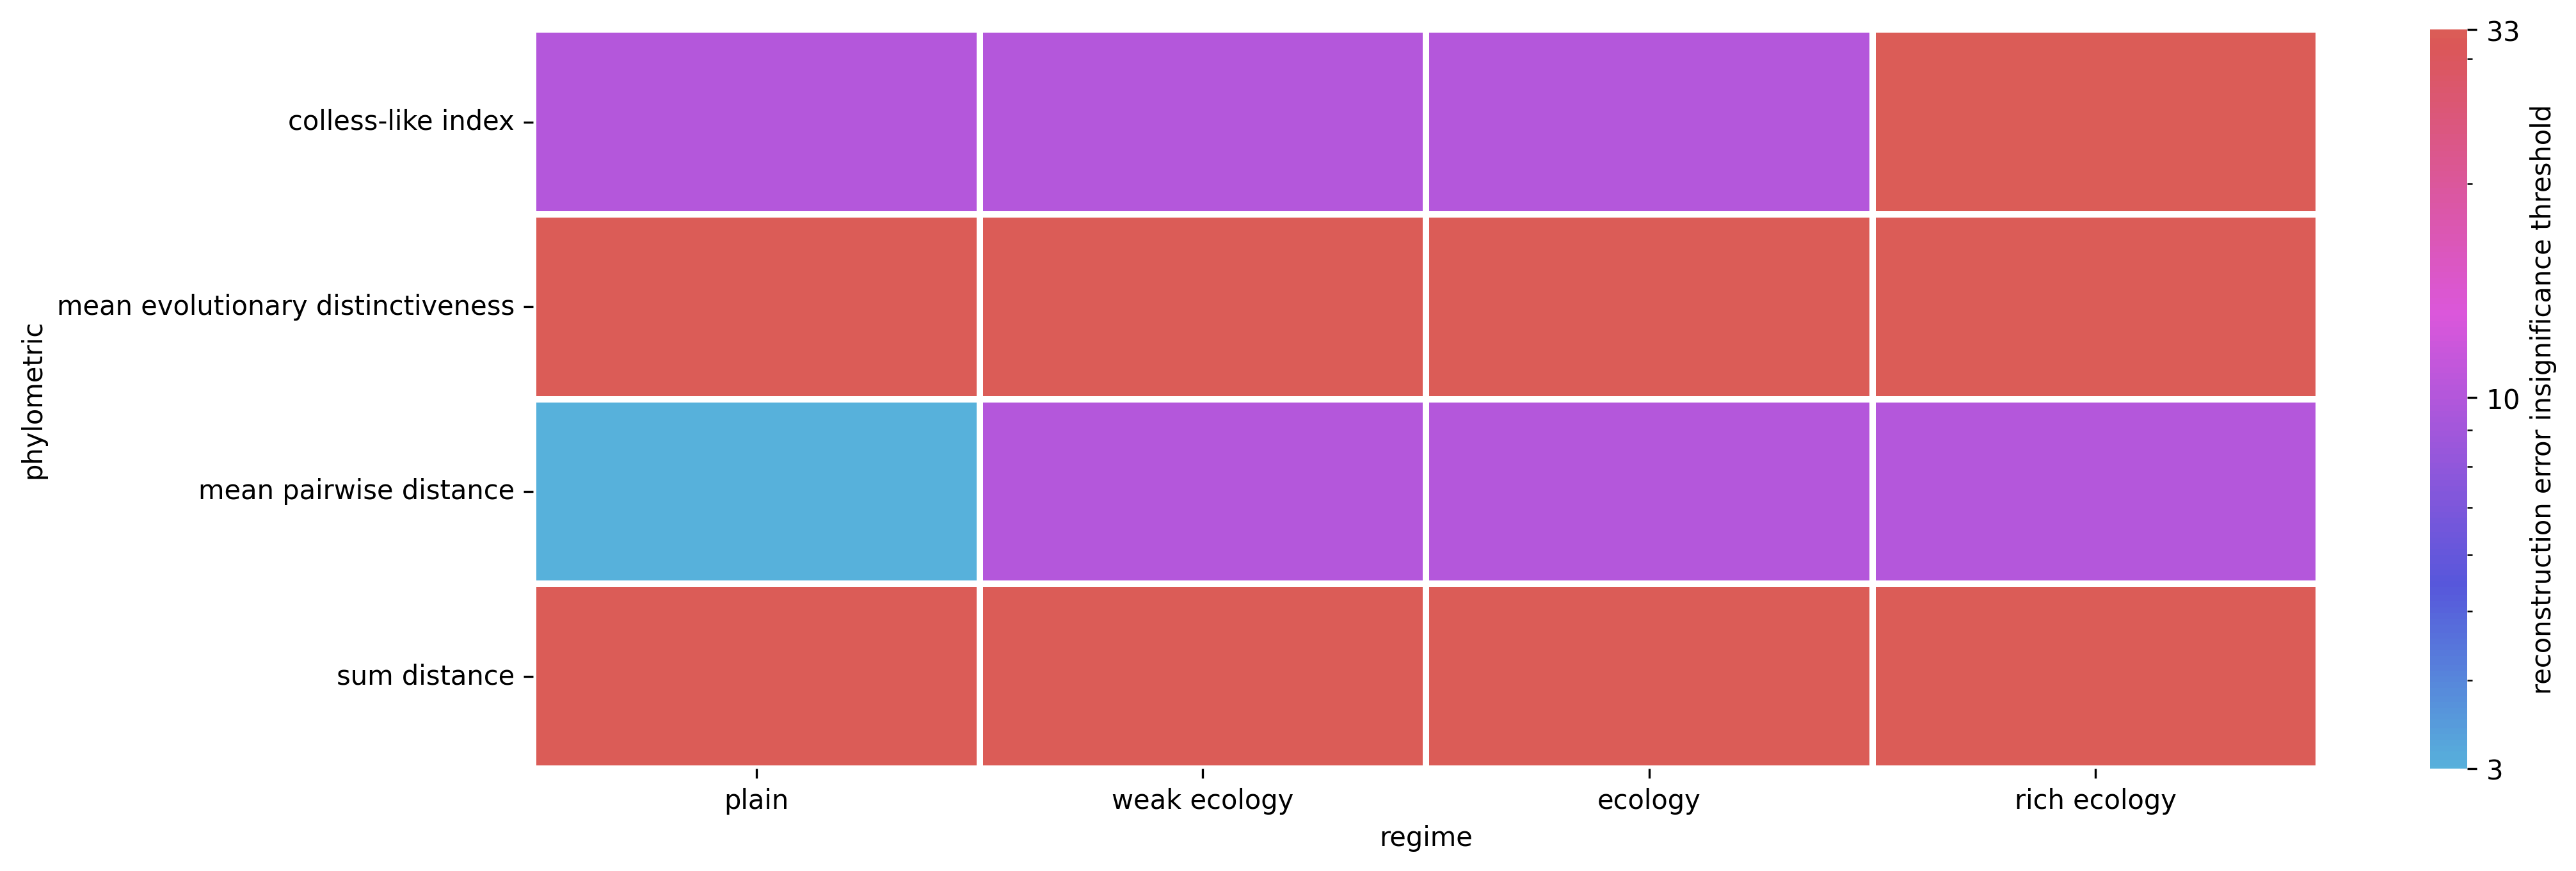 phylometric
colless-like index
mean evolutionary distinctiveness
mean pairwise distance
sum distance
plain
weak ecology
ecology
rich ecology
regime
33
10
3
reconstruction error insignificance threshold